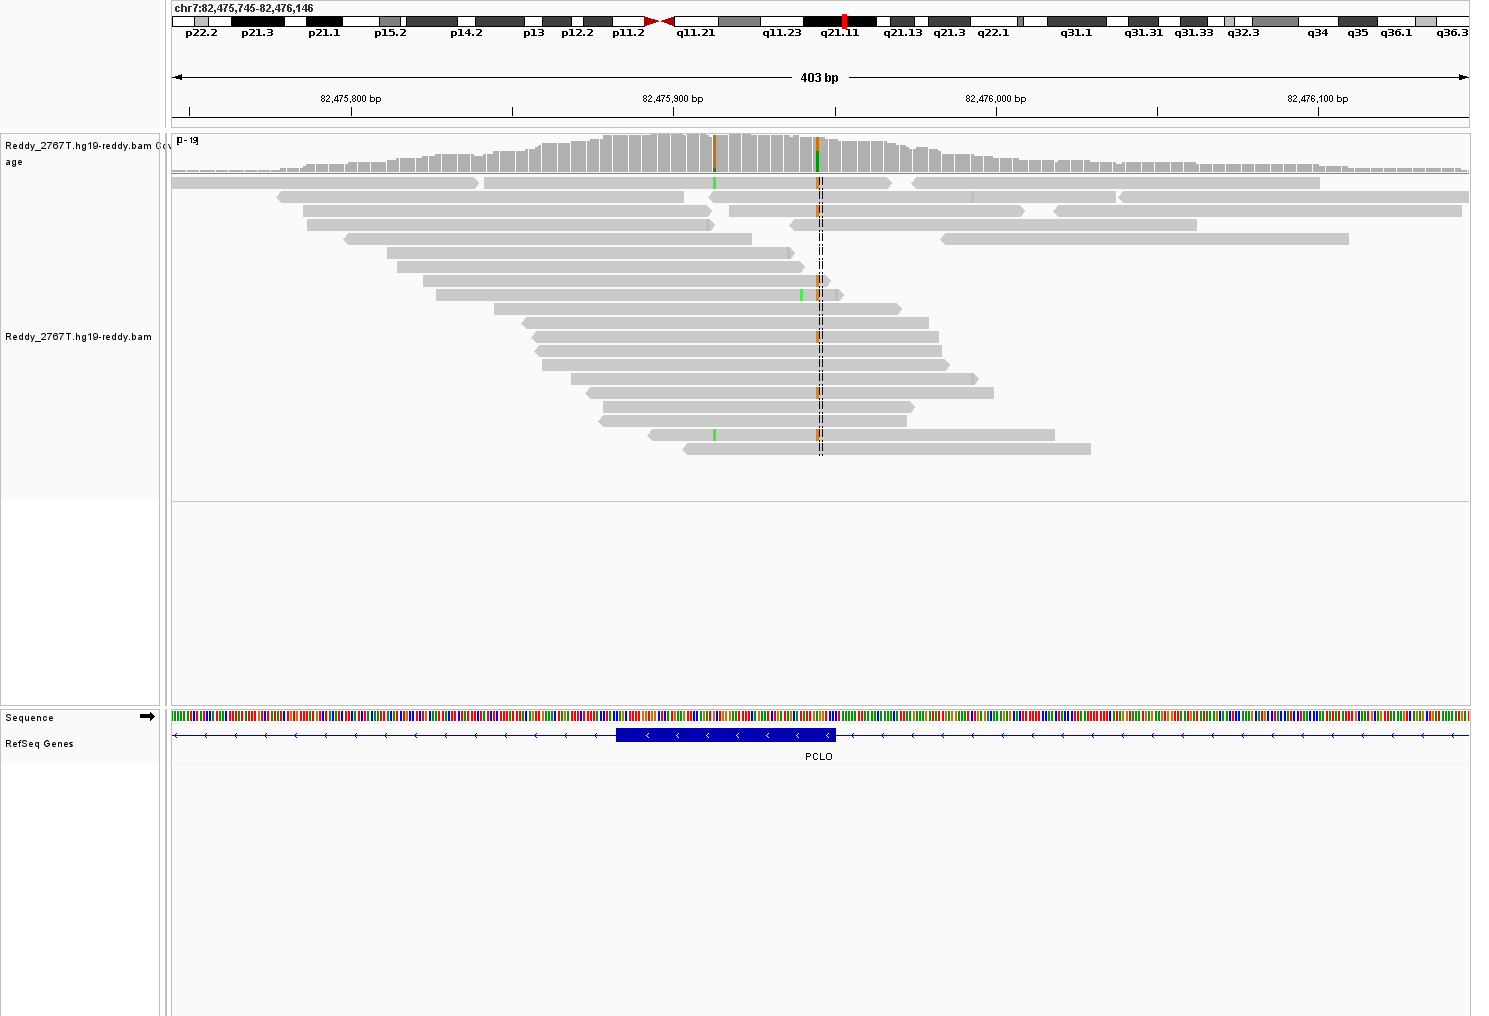 chr7:82,475,745-82,476,146
p22.2 p21.3 p21.1 p15.2 p14.2 p13 p12.2 p11.2 q11.21 q11.23 q21.11 q21.13 q21.3 q22.1 q31.1 q31.31 q31.33 q32.3 q34 q35 q36.1 q36.3
403 bp
82,475,800 bp 82,475,900 bp 82,476,000 bp 82,476,100 bp
Reddy_2767T.hg19-reddy.bam Cov
age
[0 - 19]
Reddy_2767T.hg19-reddy.bam
Sequence
RefSeq Genes
PCLO